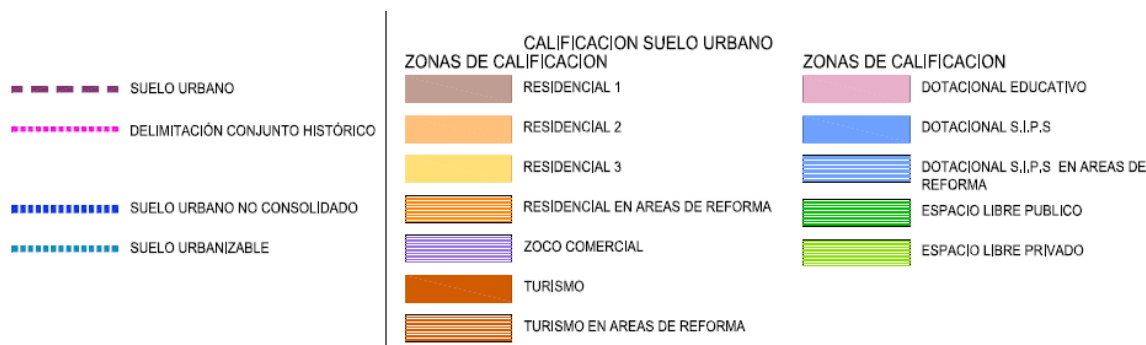 SUELO URBANO
DELIMITACIÓN CONJUNTO HISTÓRICO
SUELO URBANO NO CONSOLIDADO
SUELO URBANIZABLE
CALIFICACION SUELO URBANO
ZONAS DE CALIFICACION
RESIDENCIAL 1
RESIDENCIAL 2
RESIDENCIAL 3
RESIDENCIAL EN AREAS DE REFORMA
ZOCO COMERCIAL
TURISMO
TURISMO EN AREAS DE REFORMA
ZONAS DE CALIFICACION
DOTACIONAL EDUCATIVO
DOTACIONAL S.I.P.S
DOTACIONAL S.I.P.S EN AREAS DE
REFORMA
ESPACIO LIBRE PUBLICO
ESPACIO LIBRE PRIVADO